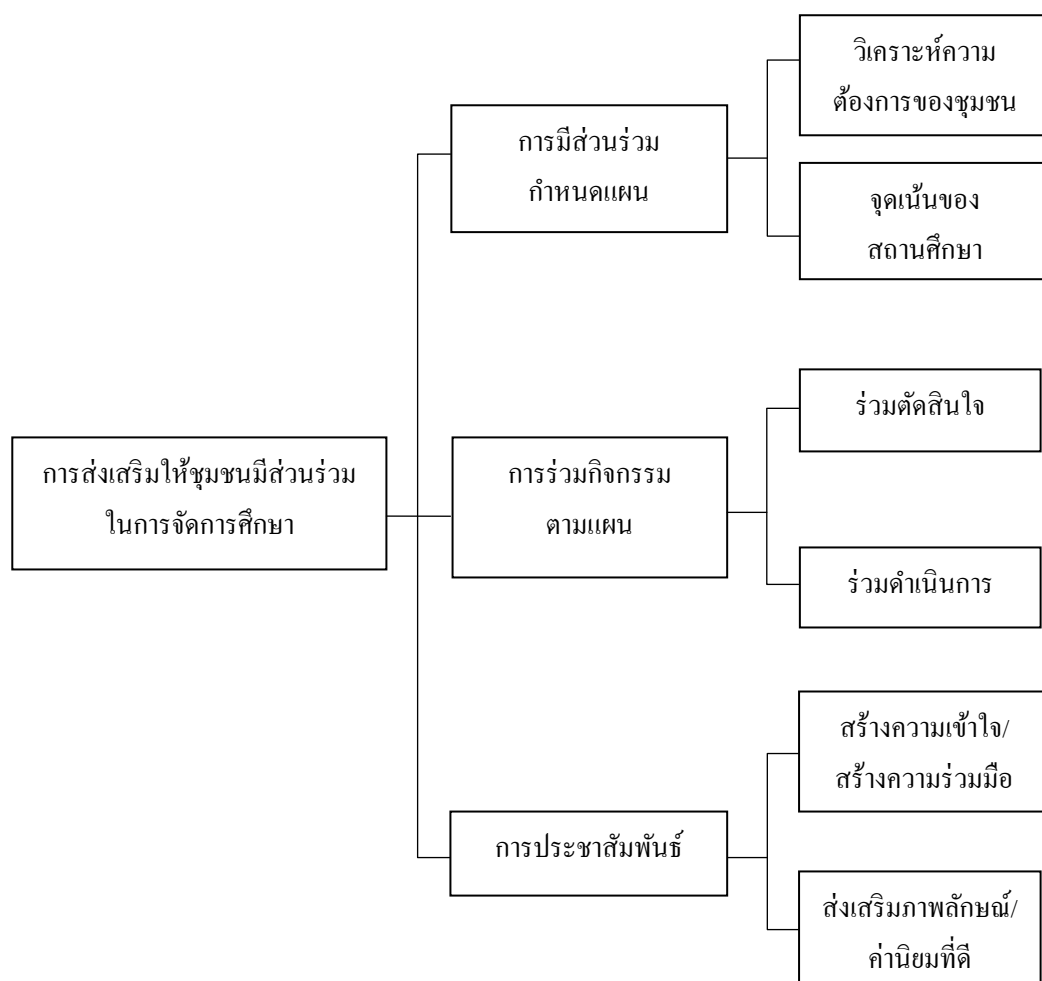 วิเคราะห์ความ
ต้องการของชุมชน
การมีส่วนร่วม
กำหนดแผน
จุดเน้นของ
สถานศึกษา
ร่วมตัดสินใจ
การส่งเสริมให้ชุมชนมีส่วนร่วม
ในการจัดการศึกษา
การร่วมกิจกรรม
ตามแผน
ร่วมดำเนินการ
สร้างความเข้าใจ/
สร้างความร่วมมือ
การประชาสัมพันธ์
ส่งเสริมภาพลักษณ์/
ค่านิยมที่ดี